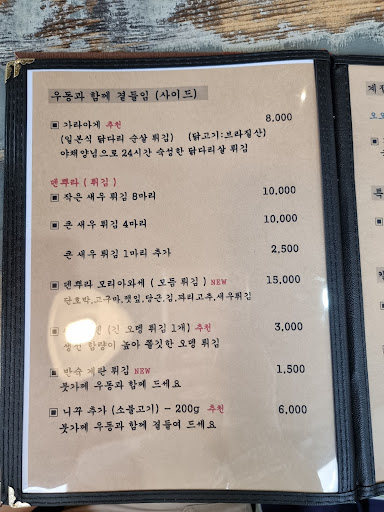 우동과 함께 곁들임 (사이드)
▣ 가라아게 추천 8,000
(일본식 닭다리 순살 튀김) (닭고기:브라질산)
야채양념으로 24시간 숙성한 닭다리살 튀김
덴뿌라 (튀김)
▣ 작은 새우 튀김 8마리 10,000
▣ 큰 새우 튀김 4마리 10,000
큰 새우 튀김 1마리 추가 2,500
▣ 덴뿌라 모리아와세 (모듬 튀김) NEW 15,000
단호박,고구마,깻잎,당근,김,꽈리고추,새우튀김
(긴 오뎅 튀김 1개) 추천 3,000
생선 함량이 높아 쫄깃한 오뎅 튀김
▣ 반숙 계란 튀김 NEW 1,500
붓가께 우동과 함께 드세요
▣ 니꾸 추가 (소불고기) - 200g 추천 6,000
붓가께 우동과 함께 곁들여 드세요